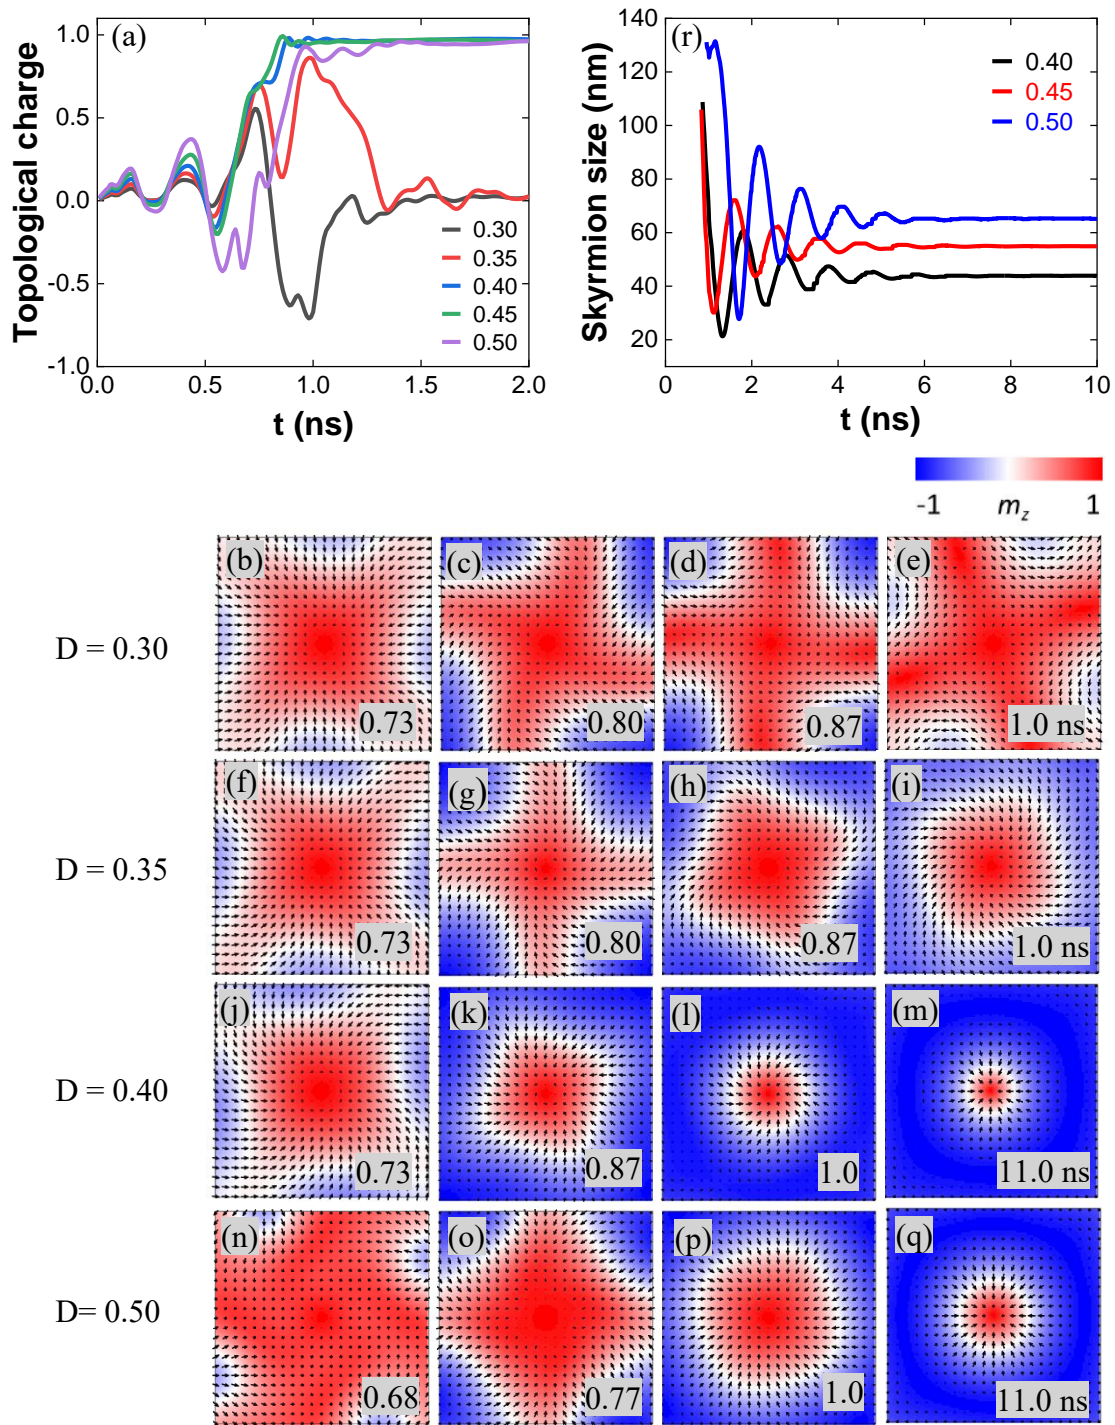 (a)
Topological charge
1.0
0.5
0.0
-0.5
-1.0
0.0 0.5 1.0 1.5 2.0
t (ns)
0.30
0.35
0.40
0.45
0.50
(r)
Skyrmion size (nm)
140
120
100
80
60
40
20
0 2 4 6 8 10
t (ns)
0.40
0.45
0.50
-1 mz 1
D = 0.30
(b) 0.73
(c) 0.80
(d) 0.87
(e) 1.0 ns
D = 0.35
(f) 0.73
(g) 0.80
(h) 0.87
(i) 1.0 ns
D = 0.40
(j) 0.73
(k) 0.87
(l) 1.0
(m) 11.0 ns
D= 0.50
(n) 0.68
(o) 0.77
(p) 1.0
(q) 11.0 ns